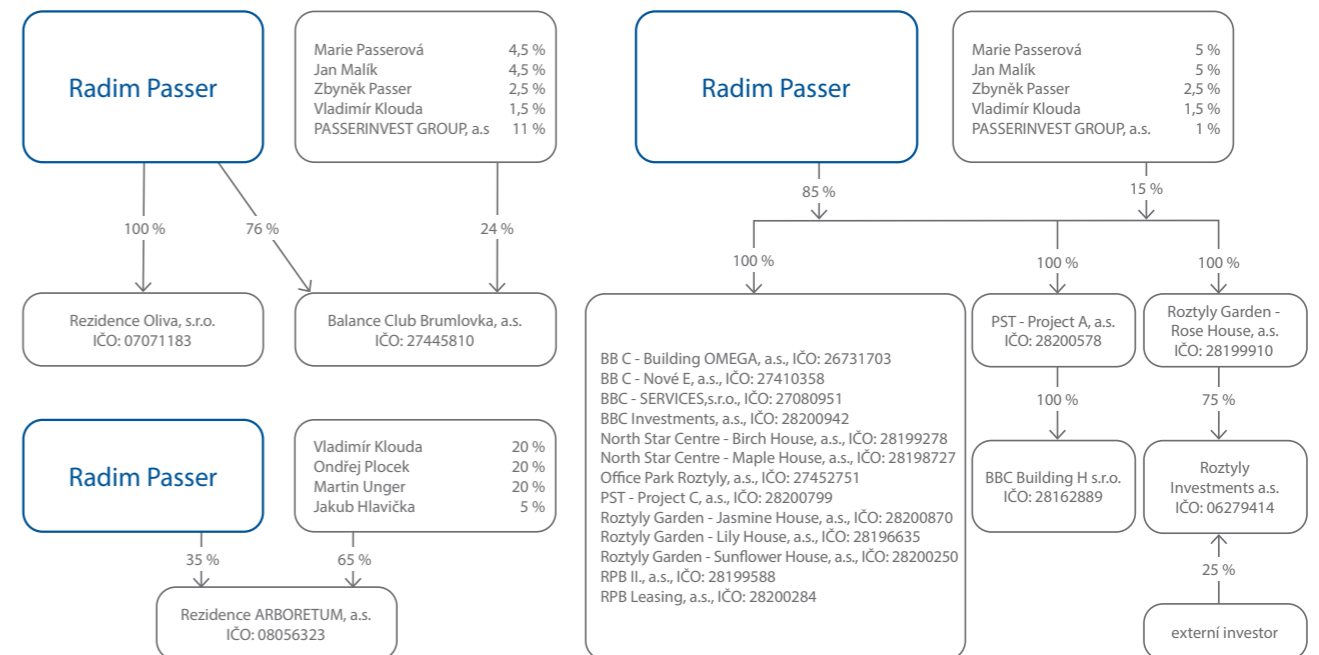 Radim Passer
Marie Passerová 4,5 %
Jan Malík 4,5 %
Zbyněk Passer 2,5 %
Vladimír Klouda 1,5 %
PASSERINVEST GROUP, a.s 11 %
100 %
76 %
24 %
Rezidence Oliva, s.r.o.
IČO: 07071183
Balance Club Brumlovka, a.s.
IČO: 27445810
Radim Passer
Vladimír Klouda 20 %
Ondřej Plocek 20 %
Martin Unger 20 %
Jakub Hlavička 5 %
35 %
65 %
Rezidence ARBORETUM, a.s.
IČO: 08056323
Radim Passer
Marie Passerová 5 %
Jan Malík 5 %
Zbyněk Passer 2,5 %
Vladimír Klouda 1,5 %
PASSERINVEST GROUP, a.s. 1 %
85 %
15 %
100 %
100 %
100 %
BB C - Building OMEGA, a.s., IČO: 26731703
BB C - Nové E, a.s., IČO: 27410358
BBC - SERVICES,s.r.o., IČO: 27080951
BBC Investments, a.s., IČO: 28200942
North Star Centre - Birch House, a.s., IČO: 28199278
North Star Centre - Maple House, a.s., IČO: 28198727
Office Park Roztyly, a.s., IČO: 27452751
PST - Project C, a.s., IČO: 28200799
Roztyly Garden - Jasmine House, a.s., IČO: 28200870
Roztyly Garden - Lily House, a.s., IČO: 28196635
Roztyly Garden - Sunflower House, a.s., IČO: 28200250
RPB II., a.s., IČO: 28199588
RPB Leasing, a.s., IČO: 28200284
PST - Project A, a.s.
IČO: 28200578
100 %
BBC Building H s.r.o.
IČO: 28162889
Roztyly Garden -
Rose House, a.s.
IČO: 28199910
75 %
Roztyly
Investments a.s.
IČO: 06279414
25 %
externí investor